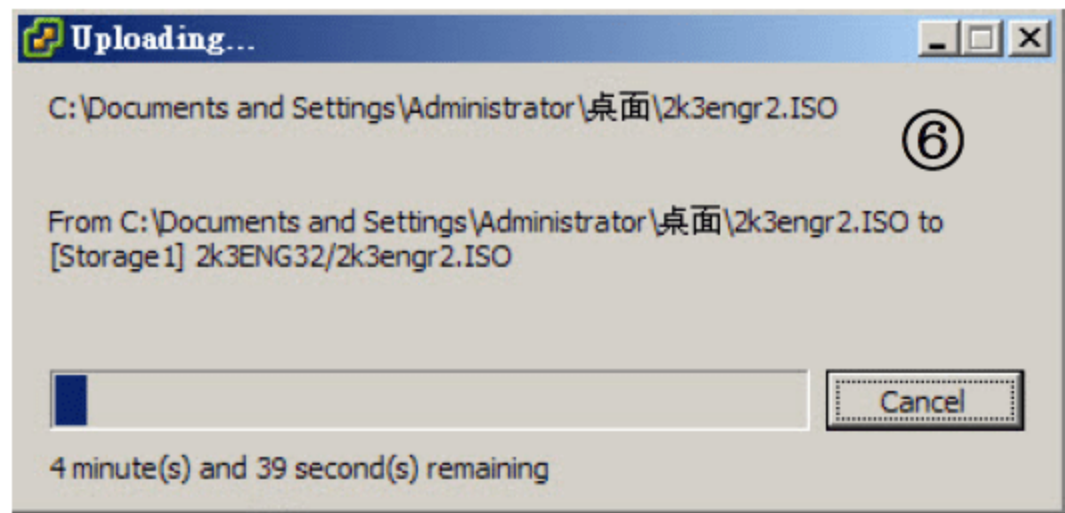 Uploading...
C:\Documents and Settings\Administrator\桌面\2k3engr2.ISO
⑥
From C:\Documents and Settings\Administrator\桌面\2k3engr2.ISO to
[Storage1] 2k3ENG32/2k3engr2.ISO
Cancel
4 minute(s) and 39 second(s) remaining